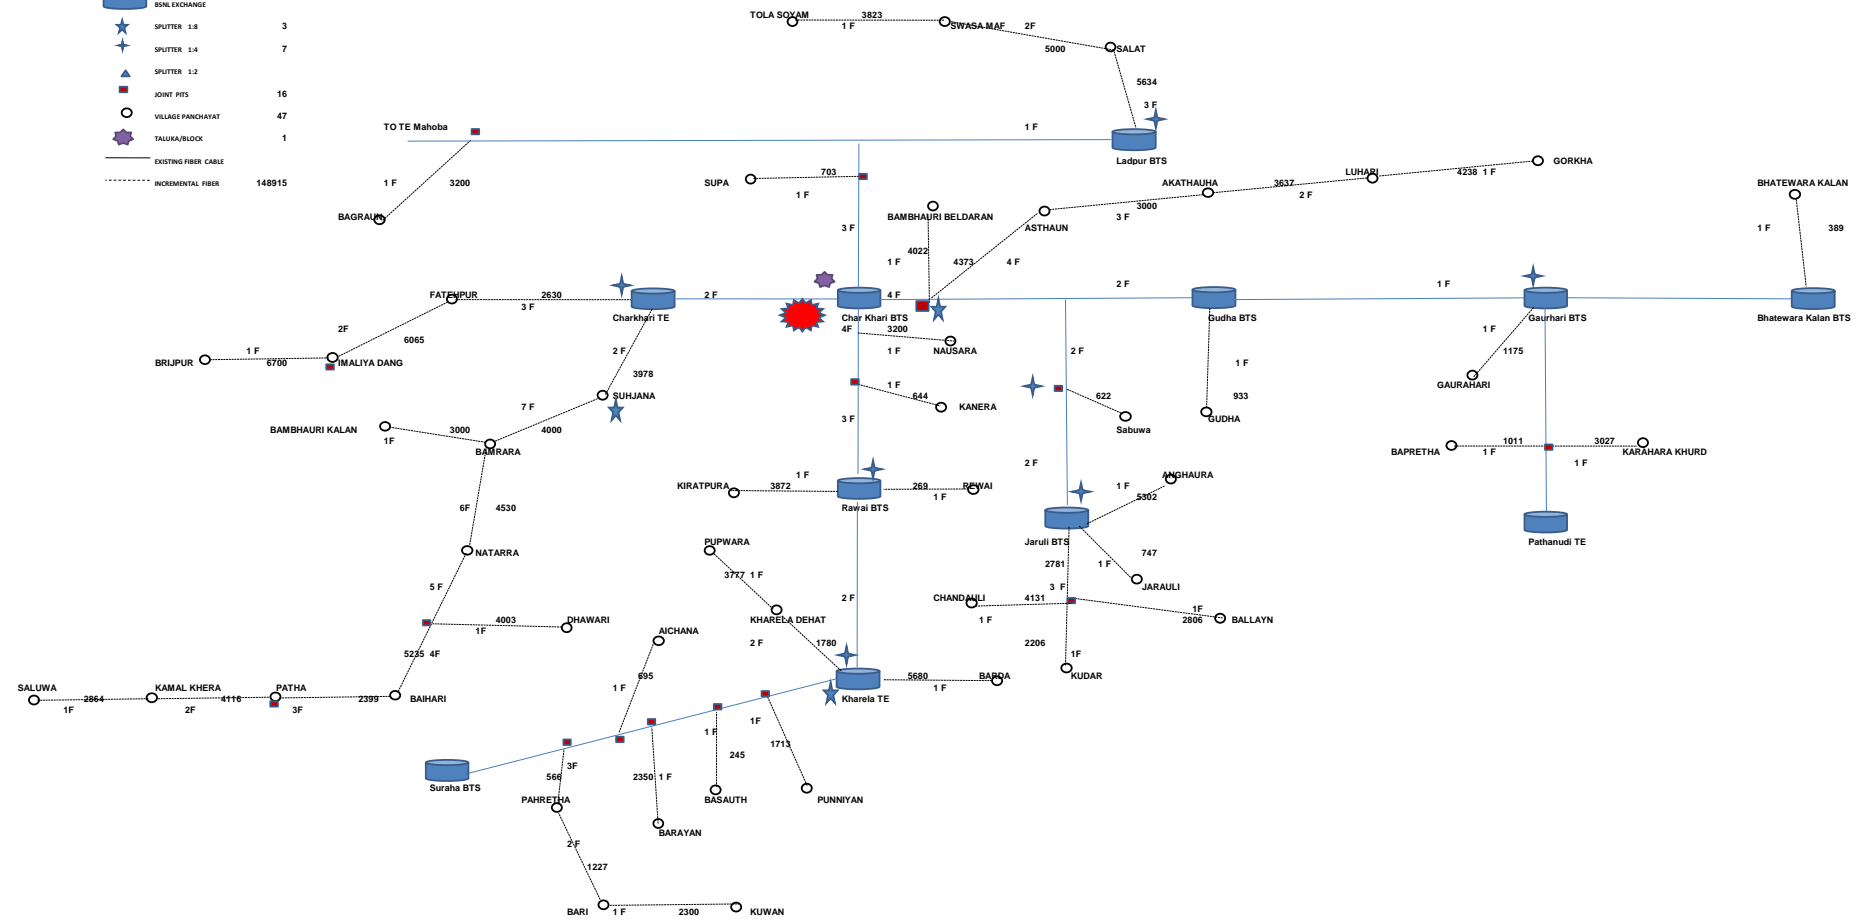 BSNL EXCHANGE
SPLITTER 1:8 3
SPLITTER 1:4 7
SPLITTER 1:2
JOINT PITS 16
VILLAGE PANCHAYAT 47
TALUKA/BLOCK 1
EXISTING FIBER CABLE
INCREMENTAL FIBER 148915
TOLA SOYAM 3823
1 F
SWASA MAF 2F
5000 SALAT
5634
3 F
TO TE Mahoba
1 F
Ladpur BTS
1 F 3200
BAGRAUN
SUPA 703
1 F
3 F
BAMBHAURI BELDARAN
4022
1 F
4373 4 F
ASTHAUN
3000
3 F
AKATHAUHA
3637
2 F
LUHARI
4238 1 F
GORKHA
BHATEWARA KALAN
1 F 389
FATEHPUR 2630
3 F
2 F
4 F
2 F
1 F
Charkhari TE
Char Khari BTS
Gudha BTS
Gaurhari BTS
Bhatewara Kalan BTS
2F
6065
BRIJPUR 1 F
6700 IMALIYA DANG
4F 3200
1 F NAUSARA
2 F
3978
SUHJANA
2 F
1 F
1 F
1175
GAURAHARI
1 F
644 KANERA
622
Sabuwa
933
GUDHA
7 F
4000
BAMBHAURI KALAN 3000
1F
BAMRARA
3 F
2 F
BAPRETHA 1011
1 F
3027
1 F
KARAHARA KHURD
1 F
KIRATPURA 3872
269 REWAI
1 F
Rawai BTS
ANGHAURA
1 F
5302
Jaruli BTS
Pathanudi TE
6F 4530
NATARRA
PUPWARA
3777 1 F
2781
3 F
747
1 F
JARAULI
5 F
2 F
CHANDAULI 4131
1 F
1F
2806 BALLAYN
4003 DHAWARI
1F
KHARELA DEHAT
2 F 1780
AICHANA
2206
1F
KUDAR
5235 4F
695
1 F
5680 BARDA
1 F
Kharela TE
SALUWA 2864
1F
KAMAL KHERA 4116
2F
PATHA 2399
3F
BAIHARI
1F
1 F
1713
245
3F
566
2350 1 F
Suraha BTS
PAHRETHA
BASAUTH
PUNNIYAN
BARAYAN
2 F
1227
BARI 1 F 2300 KUWAN